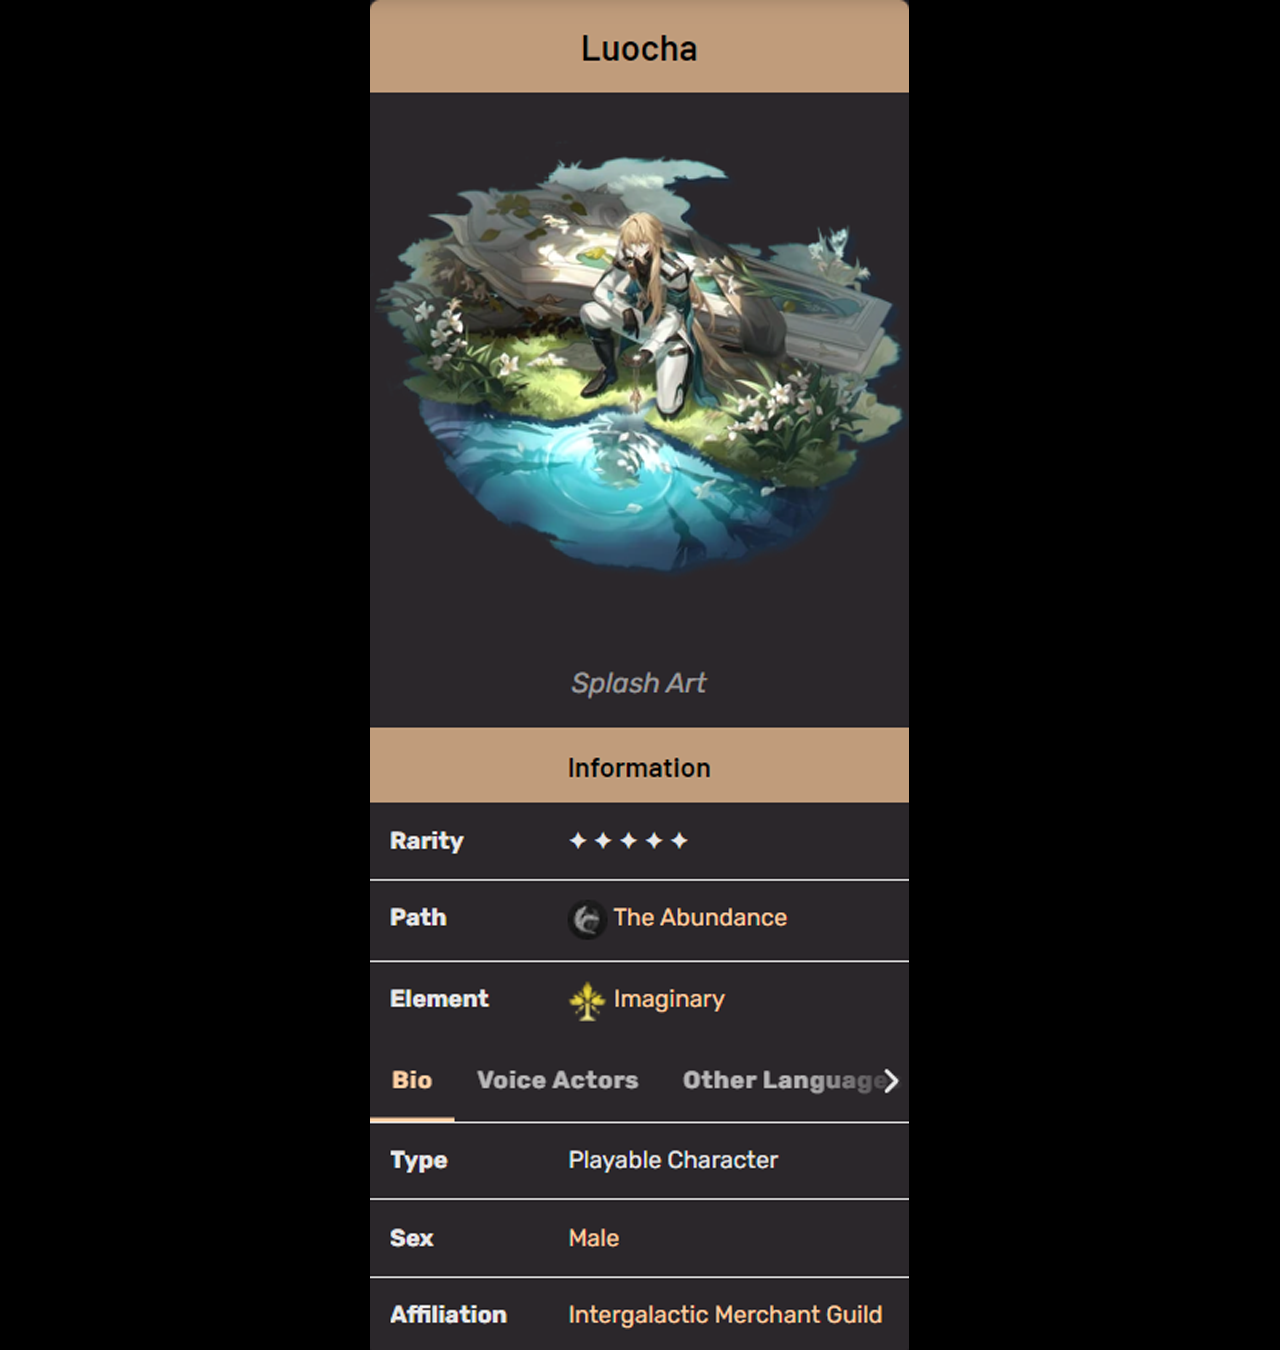 Luocha
Splash Art
Information
Rarity ✦ ✦ ✦ ✦ ✦
Path The Abundance
Element Imaginary
Bio Voice Actors Other Language
Type Playable Character
Sex Male
Affiliation Intergalactic Merchant Guild